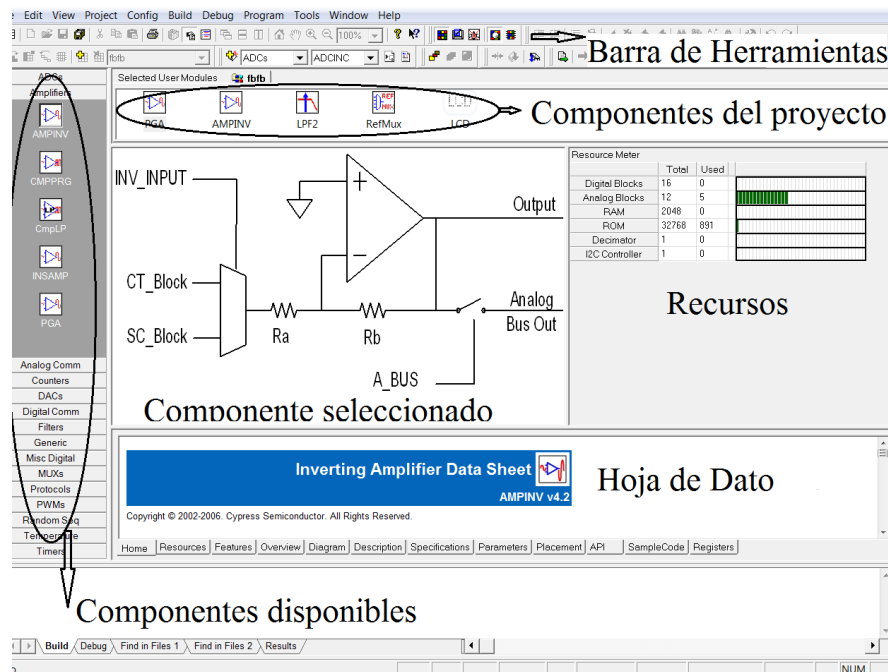 Edit View Project Config Build Debug Program Tools Window Help
100%
fbfb ADCs ADCINC
Barra de Herramientas
ADCs
Amplifiers
AMPINV
CMPPRG
CmpLP
INSAMP
PGA
Analog Comm
Counters
DACs
Digital Comm
Filters
Generic
Misc Digital
MUXs
Protocols
PWMs
Random Seq
Temperature
Timers
Selected User Modules fbfb
PGA AMPINV LPF2 RefMux LCD
Componentes del proyecto
INV_INPUT
CT_Block
SC_Block
Ra
Rb
A_BUS
Output
Analog
Bus Out
Componente seleccionado
Resource Meter
Total Used
Digital Blocks 16 0
Analog Blocks 12 5
RAM 2048 0
ROM 32768 891
Decimator 1 0
I2C Controller 1 0
Recursos
Inverting Amplifier Data Sheet
AMPINV v4.2
Copyright © 2002-2006. Cypress Semiconductor. All Rights Reserved.
Hoja de Dato
Home Resources Features Overview Diagram Description Specifications Parameters Placement API SampleCode Registers
Componentes disponibles
Build Debug Find in Files 1 Find in Files 2 Results
NUM